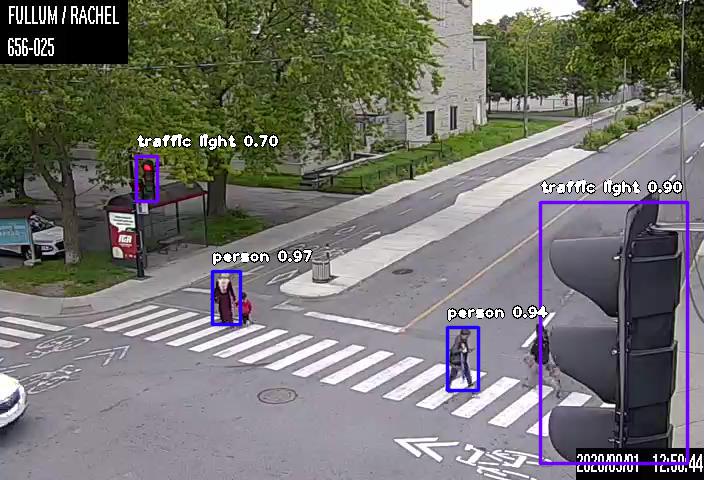 FULLUM / RACHEL
656-025
traffic light 0.70
traffic light 0.90
person 0.97
IGA
person 0.94
2020/09/01 12:50:44